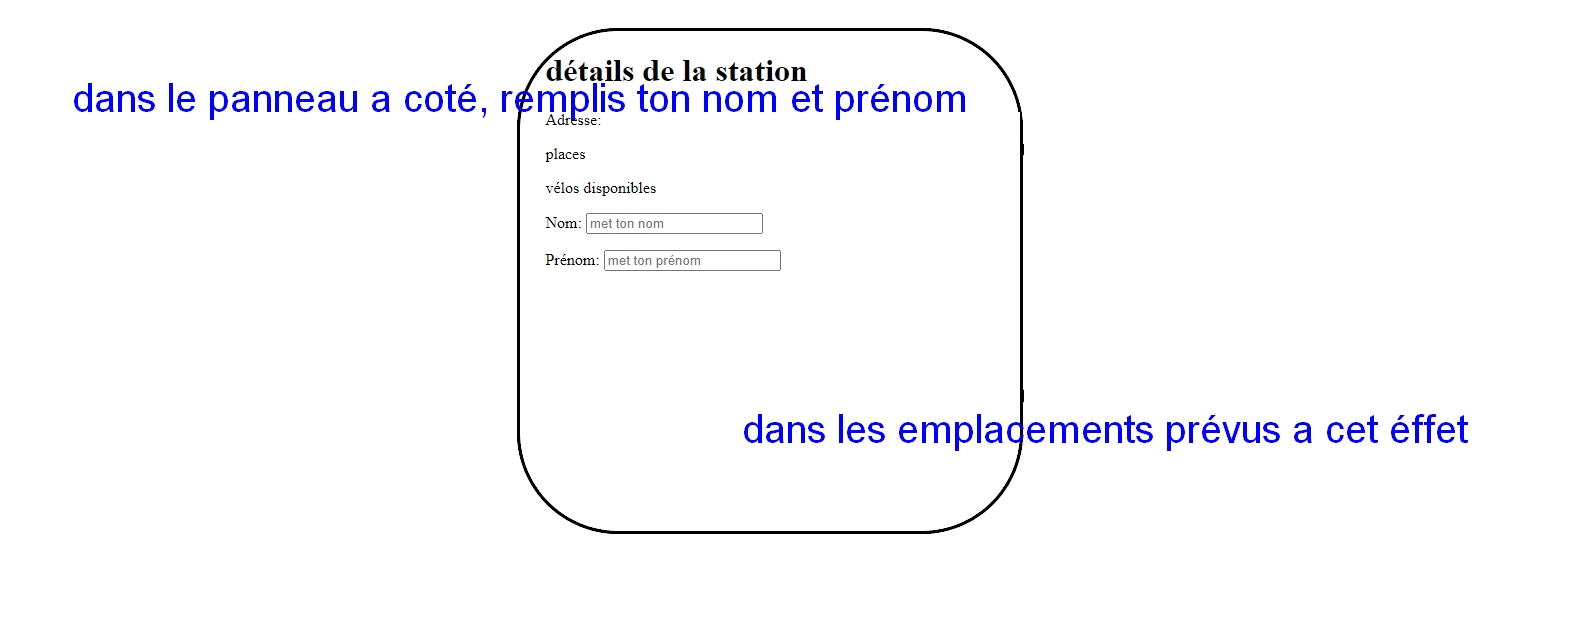 détails de la station
dans le panneau a coté, remplis ton nom et prénom
Adresse:
places
vélos disponibles
Nom: met ton nom
Prénom: met ton prénom
dans les emplacements prévus a cet éffet